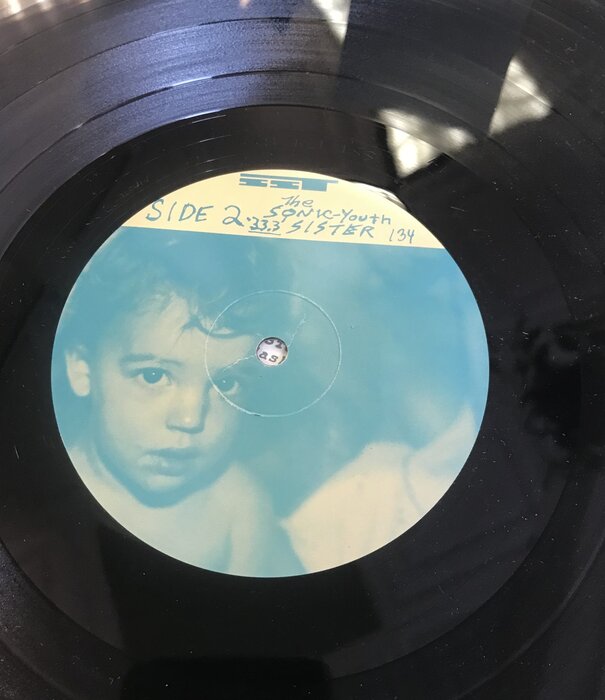 SST
The
SIDE 2. SONIC-Youth
33.3 SISTER 134